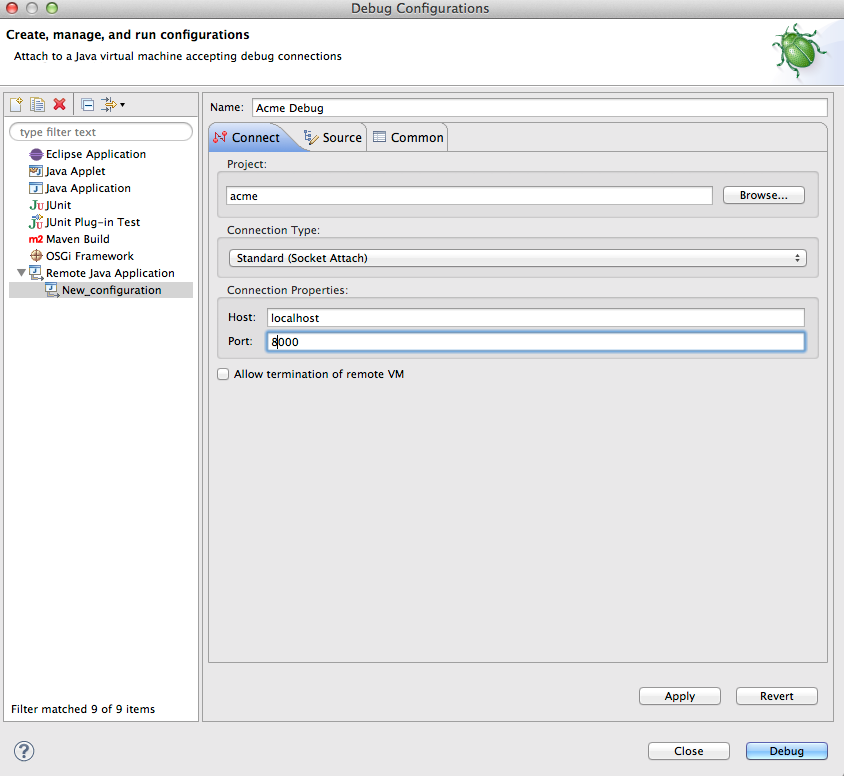 Debug Configurations
Create, manage, and run configurations
Attach to a Java virtual machine accepting debug connections
type filter text
Eclipse Application
Java Applet
Java Application
JUnit
JUnit Plug-in Test
m2 Maven Build
OSGi Framework
Remote Java Application
New_configuration
Filter matched 9 of 9 items
Name: Acme Debug
Connect Source Common
Project:
acme Browse...
Connection Type:
Standard (Socket Attach)
Connection Properties:
Host: localhost
Port: 8000
Allow termination of remote VM
Apply Revert
? Close Debug